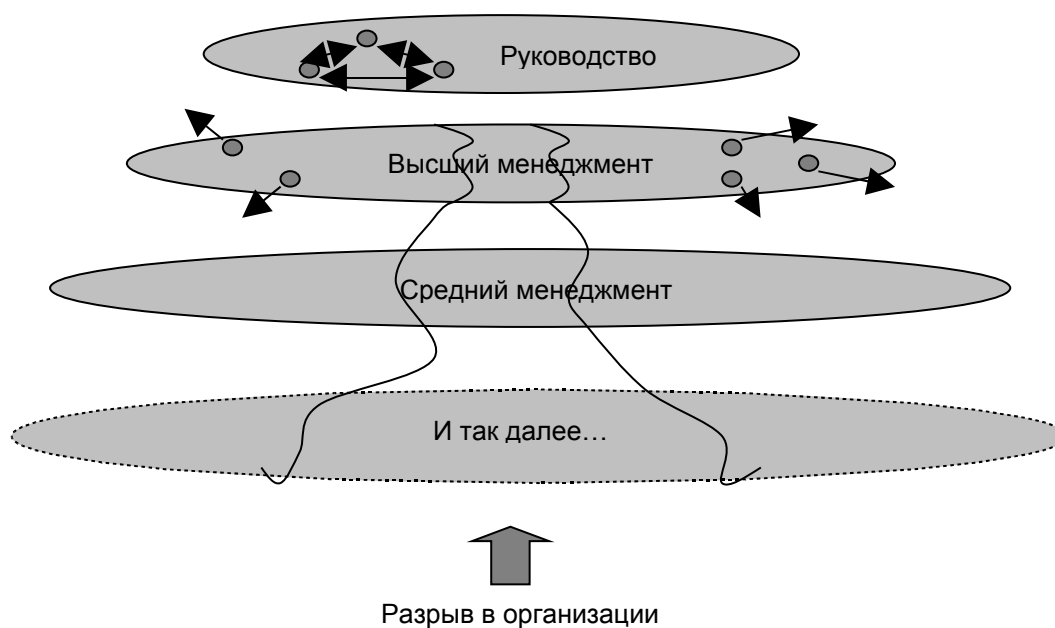 Руководство
Высший менеджмент
Средний менеджмент
И так далее…
Разрыв в организации